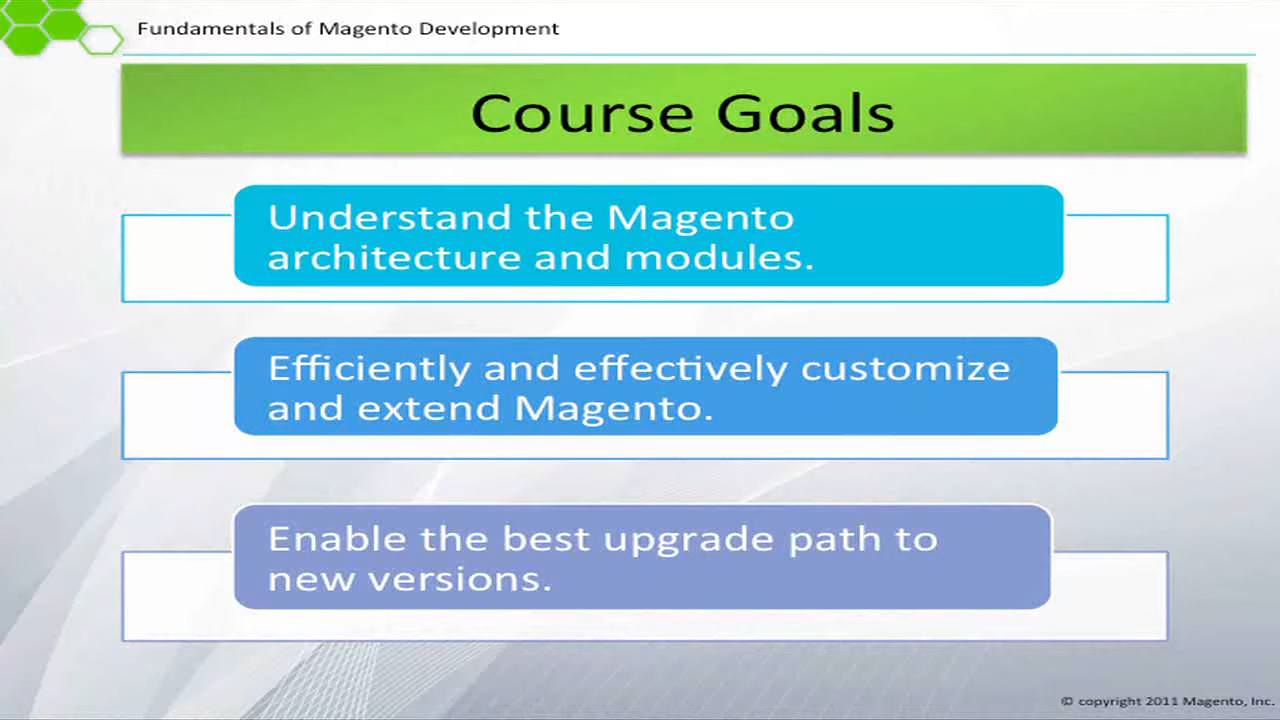 Fundamentals of Magento Development
Course Goals
Understand the Magento
architecture and modules.
Efficiently and effectively customize
and extend Magento.
Enable the best upgrade path to
new versions.
© copyright 2011 Magento, Inc.